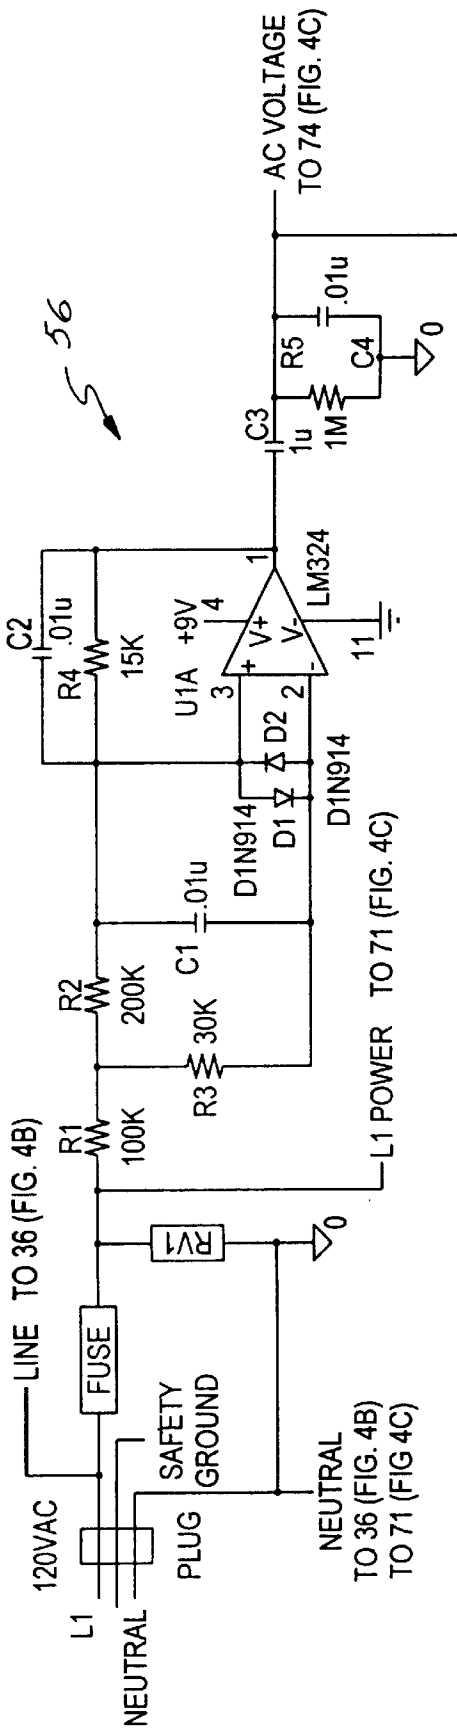 120VAC
L1
NEUTRAL
PLUG
SAFETY
GROUND
LINE TO 36 (FIG. 4B)
FUSE
RV1
0
NEUTRAL
TO 36 (FIG. 4B)
TO 71 (FIG 4C)
L1 POWER TO 71 (FIG. 4C)
R1
100K
R2
200K
R3
30K
C1
.01u
C2
.01u
R4
15K
D1N914
D1
D2
D1N914
U1A
+9V
3
+
2
-
4
V+
V-
11
1
LM324
C3
1u
R5
1M
C4
.01u
0
56
AC VOLTAGE
TO 74 (FIG. 4C)